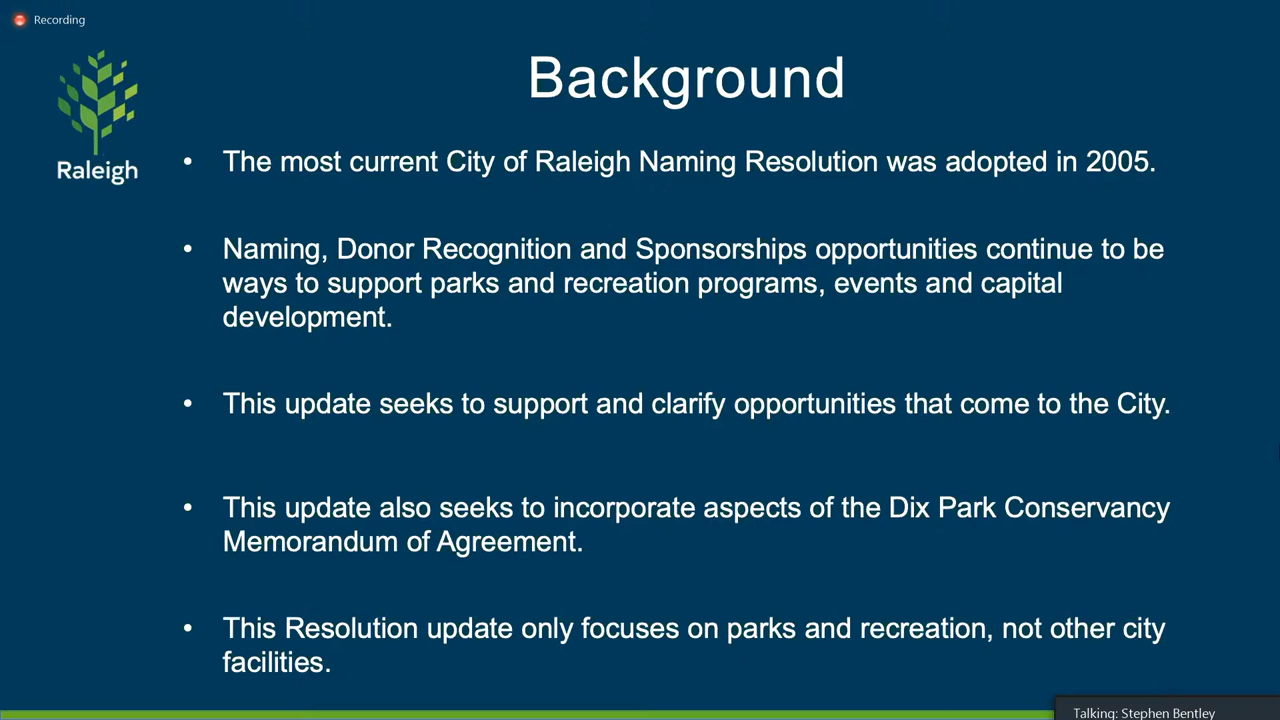 Recording
Raleigh
Background
• The most current City of Raleigh Naming Resolution was adopted in 2005.
• Naming, Donor Recognition and Sponsorships opportunities continue to be
ways to support parks and recreation programs, events and capital
development.
• This update seeks to support and clarify opportunities that come to the City.
• This update also seeks to incorporate aspects of the Dix Park Conservancy
Memorandum of Agreement.
• This Resolution update only focuses on parks and recreation, not other city
facilities.
Talking: Stephen Bentley